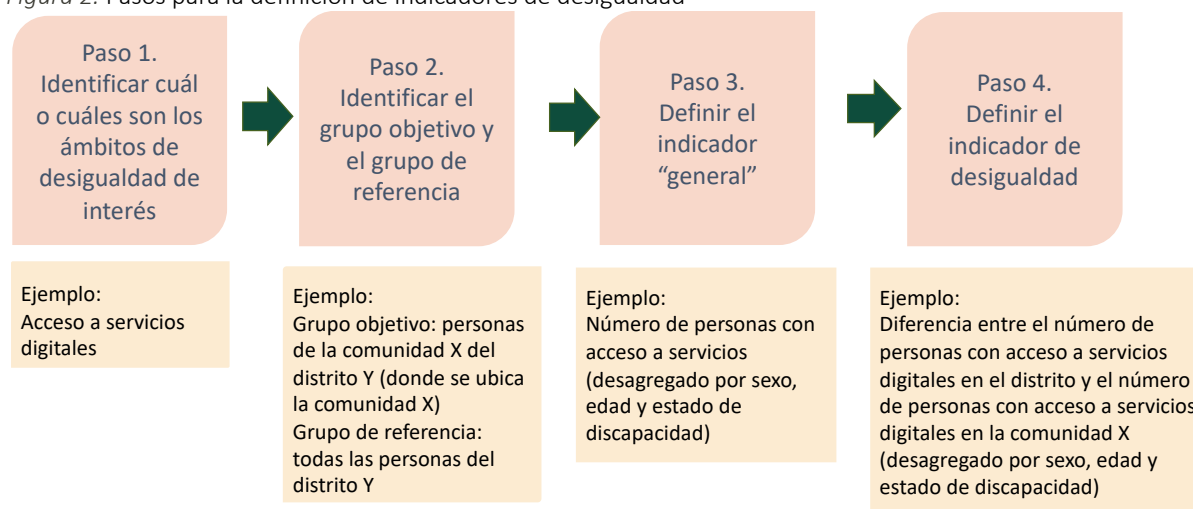 Figura 2. Pasos para la definición de indicadores de desigualdad
Paso 1.
Identificar cuál
o cuáles son los
ámbitos de
desigualdad de
interés
Paso 2.
Identificar el
grupo objetivo y
el grupo de
referencia
Paso 3.
Definir el
indicador
“general”
Paso 4.
Definir el
indicador de
desigualdad
Ejemplo:
Acceso a servicios
digitales
Ejemplo:
Grupo objetivo: personas
de la comunidad X del
distrito Y (donde se ubica
la comunidad X)
Grupo de referencia:
todas las personas del
distrito Y
Ejemplo:
Número de personas con
acceso a servicios
(desagregado por sexo,
edad y estado de
discapacidad)
Ejemplo:
Diferencia entre el número de
personas con acceso a servicios
digitales en el distrito y el número
de personas con acceso a servicios
digitales en la comunidad X
(desagregado por sexo, edad y
estado de discapacidad)